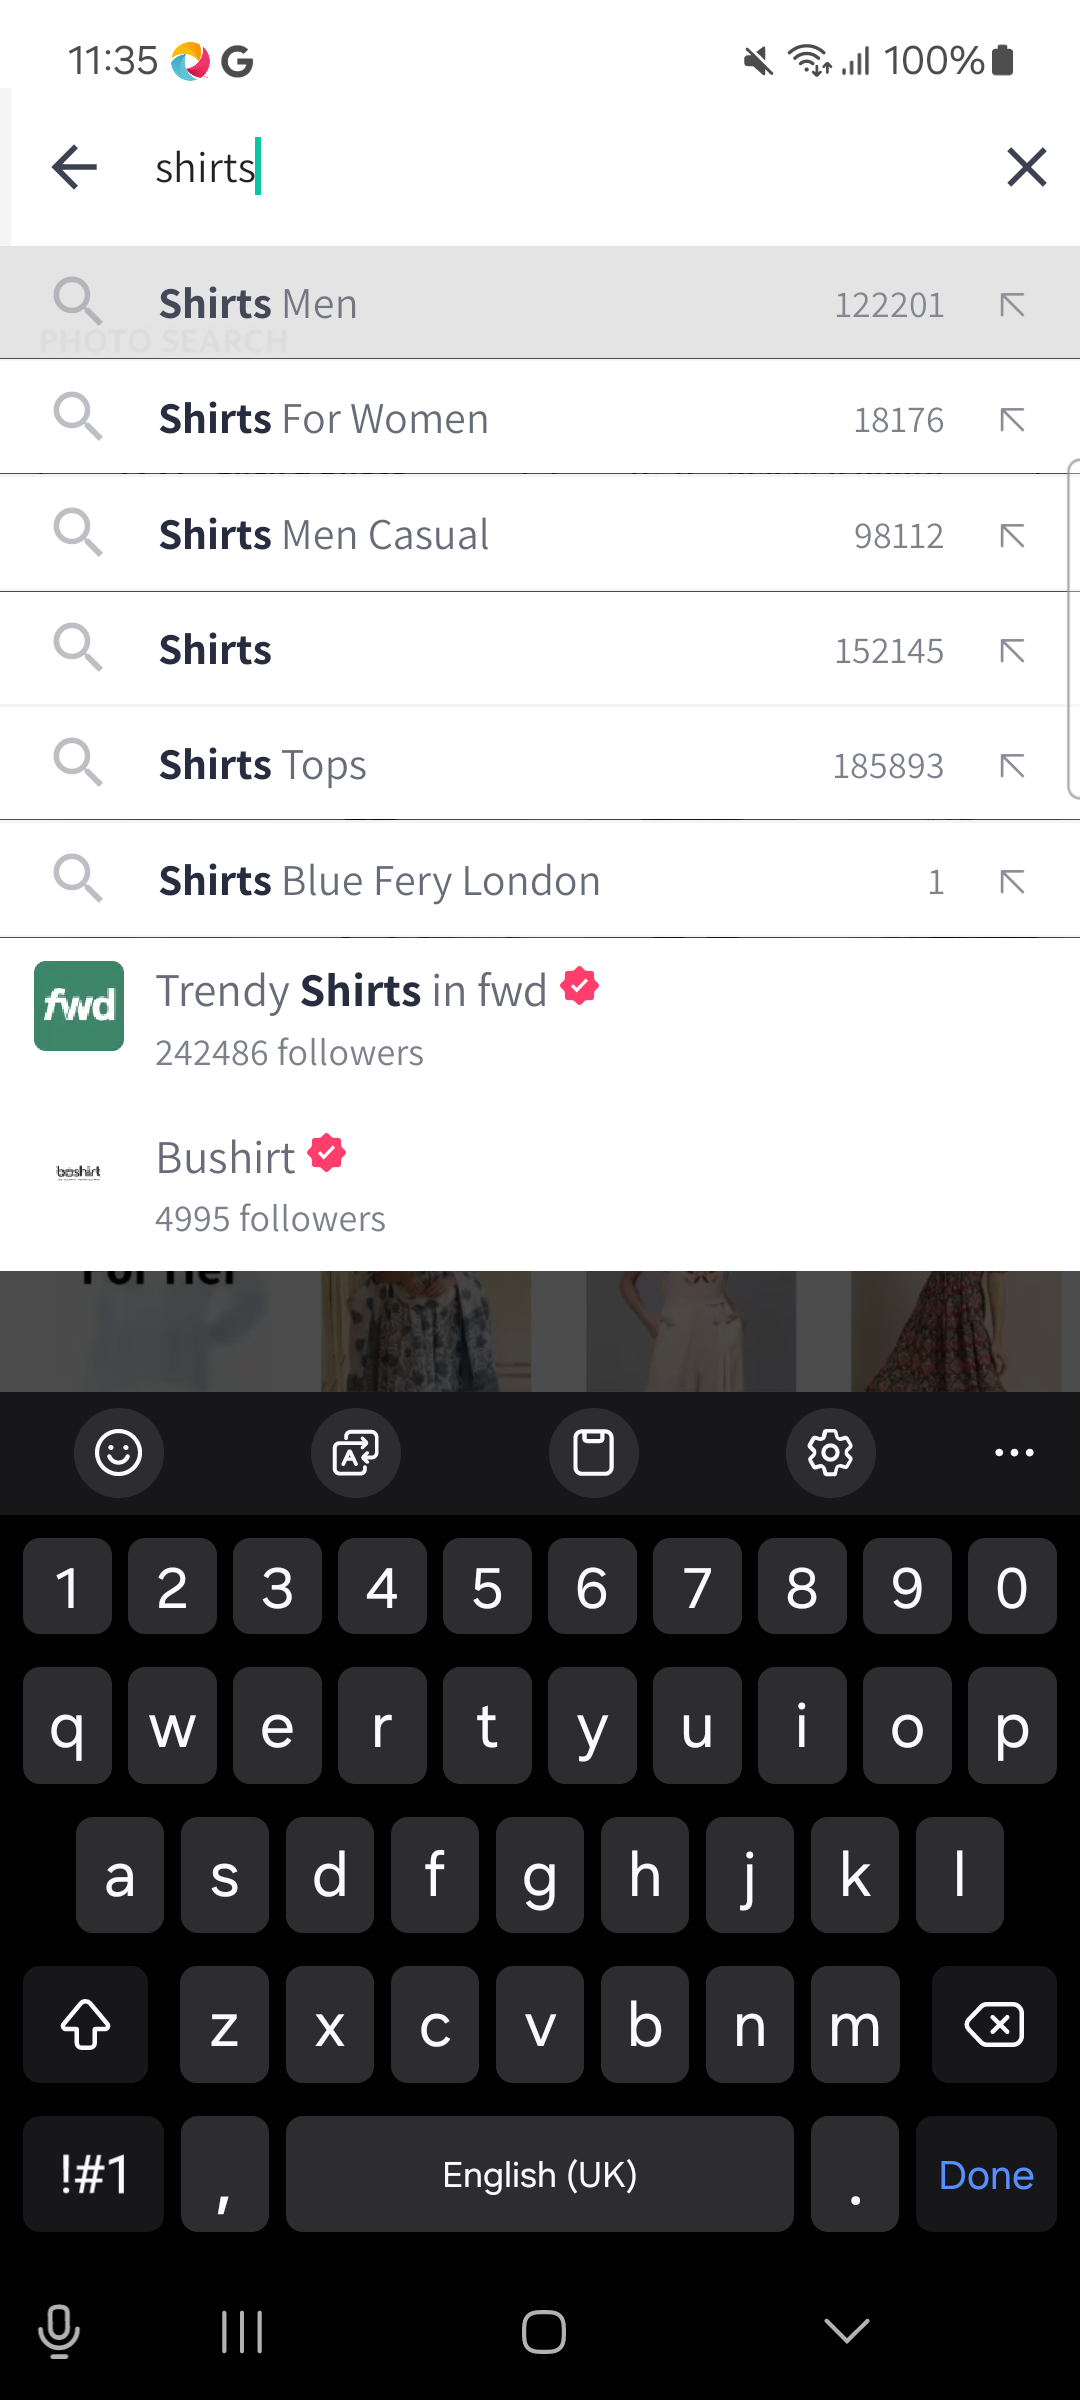 11:35 G 100%
shirts
Shirts Men 122201
PHOTO SEARCH
Shirts For Women 18176
Shirts Men Casual 98112
Shirts 152145
Shirts Tops 185893
Shirts Blue Fery London 1
fwd
Trendy Shirts in fwd
242486 followers
Bushirt
bushirt
4995 followers
For Her
1 2 3 4 5 6 7 8 9 0
q w e r t y u i o p
a s d f g h j k l
z x c v b n m
!#1 , English (UK) . Done